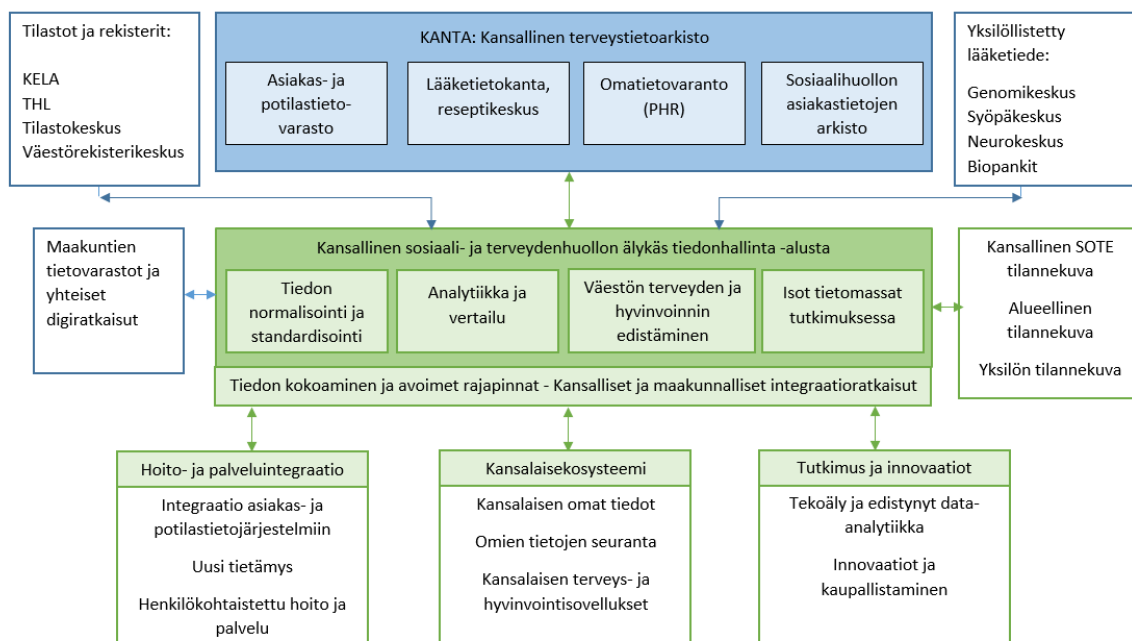 Tilastot ja rekisterit:
KELA
THL
Tilastokeskus
Väestörekisterikeskus
KANTA: Kansallinen terveystietoarkisto
Asiakas- ja
potilastieto-
varasto
Lääketietokanta,
reseptikeskus
Omatietovaranto
(PHR)
Sosiaalihuollon
asiakastietojen
arkisto
Yksilöllistetty
lääketiede:
Genomikeskus
Syöpäkeskus
Neurokeskus
Biopankit
Maakuntien
tietovarastot ja
yhteiset
digiratkaisut
Kansallinen sosiaali- ja terveydenhuollon älykäs tiedonhallinta -alusta
Tiedon
normalisointi ja
standardisointi
Analytiikka ja
vertailu
Väestön terveyden ja
hyvinvoinnin
edistäminen
Isot tietomassat
tutkimuksessa
Tiedon kokoaminen ja avoimet rajapinnat - Kansalliset ja maakunnalliset integraatioratkaisut
Kansallinen SOTE
tilannekuva
Alueellinen
tilannekuva
Yksilön tilannekuva
Hoito- ja palveluintegraatio
Integraatio asiakas- ja
potilastietojärjestelmiin
Uusi tietämys
Henkilökohtaistettu hoito ja
palvelu
Kansalaisekosysteemi
Kansalaisen omat tiedot
Omien tietojen seuranta
Kansalaisen terveys- ja
hyvinvointisovellukset
Tutkimus ja innovaatiot
Tekoäly ja edistynyt data-
analytiikka
Innovaatiot ja
kaupallistaminen